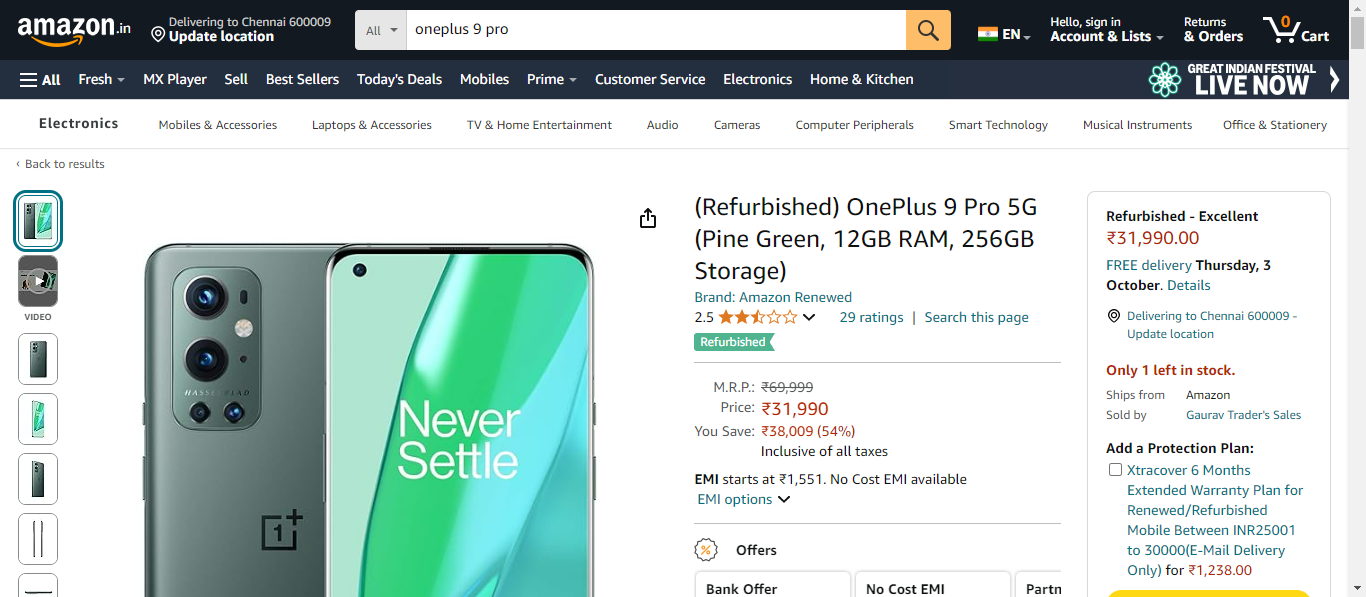 amazon.in
Delivering to Chennai 600009
Update location
All
oneplus 9 pro
EN
Hello, sign in
Account & Lists
Returns
& Orders
0
Cart
All
Fresh
MX Player
Sell
Best Sellers
Today's Deals
Mobiles
Prime
Customer Service
Electronics
Home & Kitchen
GREAT INDIAN FESTIVAL
LIVE NOW
Electronics
Mobiles & Accessories
Laptops & Accessories
TV & Home Entertainment
Audio
Cameras
Computer Peripherals
Smart Technology
Musical Instruments
Office & Stationery
‹ Back to results
VIDEO
HASSELBLAD
1+
Never
Settle
(Refurbished) OnePlus 9 Pro 5G
(Pine Green, 12GB RAM, 256GB
Storage)
Brand: Amazon Renewed
2.5
29 ratings | Search this page
Refurbished
M.R.P.: ₹69,999
Price: ₹31,990
You Save: ₹38,009 (54%)
Inclusive of all taxes
EMI starts at ₹1,551. No Cost EMI available
EMI options
% Offers
Bank Offer
No Cost EMI
Partn
Refurbished - Excellent
₹31,990.00
FREE delivery Thursday, 3
October. Details
Delivering to Chennai 600009 -
Update location
Only 1 left in stock.
Ships from Amazon
Sold by Gaurav Trader's Sales
Add a Protection Plan:
Xtracover 6 Months
Extended Warranty Plan for
Renewed/Refurbished
Mobile Between INR25001
to 30000(E-Mail Delivery
Only) for ₹1,238.00